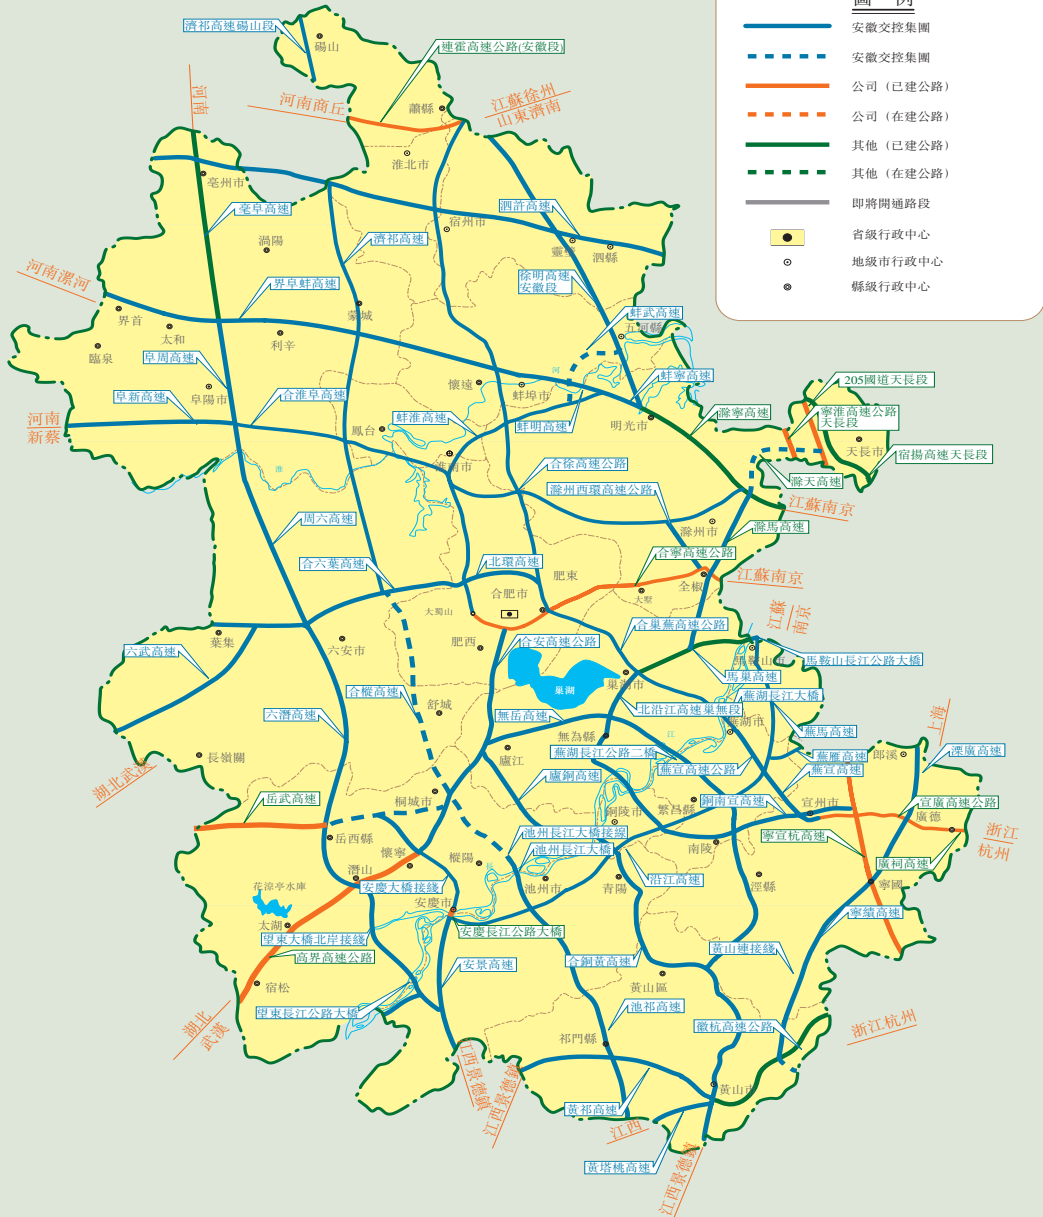 圖 例
安徽交控集團
安徽交控集團
公司（已建公路）
公司（在建公路）
其他（已建公路）
其他（在建公路）
即將開通路段
省級行政中心
地級市行政中心
縣級行政中心
濟祁高速碭山段
碭山
連霍高速公路(安徽段)
河南
河南商丘
蕭縣
江蘇徐州
山東濟南
淮北市
亳州市
亳阜高速
渦陽
濟祁高速
宿州市
泗許高速
靈璧
泗縣
河南漯河
界阜蚌高速
徐明高速
安徽段
界首
太和
蒙城
利辛
蚌武高速
五河縣
臨泉
阜周高速
阜陽市
懷遠
河
蚌埠市
蚌寧高速
205國道天長段
阜新高速
合淮阜高速
蚌淮高速
蚌明高速
明光市
滁寧高速
寧淮高速公路
天長段
河南
新蔡
鳳台
天長市
宿揚高速天長段
淮
淮南市
合徐高速公路
滁天高速
滁州西環高速公路
江蘇南京
周六高速
滁州市
滁馬高速
合六葉高速
北環高速
肥東
合寧高速公路
全椒
江蘇南京
合肥市
大墅
大蜀山
江蘇
南京
葉集
六安市
肥西
合安高速公路
合巢蕪高速公路
六武高速
馬鞍山市
馬鞍山長江公路大橋
巢湖
巢湖市
馬巢高速
合樅高速
舒城
北沿江高速巢無段
蕪湖長江大橋
六潛高速
無岳高速
蕪湖市
上海
無為縣
江
蕪馬高速
長嶺關
廬江
蕪湖長江公路二橋
蕪雁高速
郎溪
溧廣高速
湖北武漢
蕪宣高速公路
蕪宣高速
廬銅高速
桐城市
繁昌縣
銅南宣高速
宣州市
宣廣高速公路
岳武高速
銅陵市
廣德
浙江
杭州
岳西縣
池州長江大橋接線
寧宣杭高速
懷寧
樅陽
池州長江大橋
南陵
廣祠高速
潛山
長
花涼亭水庫
安慶大橋接綫
池州市
青陽
沿江高速
涇縣
寧國
安慶市
太湖
寧績高速
望東大橋北岸接綫
安慶長江公路大橋
黃山連接綫
高界高速公路
安景高速
合銅黃高速
宿松
黃山區
望東長江公路大橋
池祁高速
湖北
武漢
徽杭高速公路
浙江杭州
祁門縣
江西景德鎮
江西景德鎮
黃山市
黃祁高速
江西
黃塔桃高速
江西景德鎮